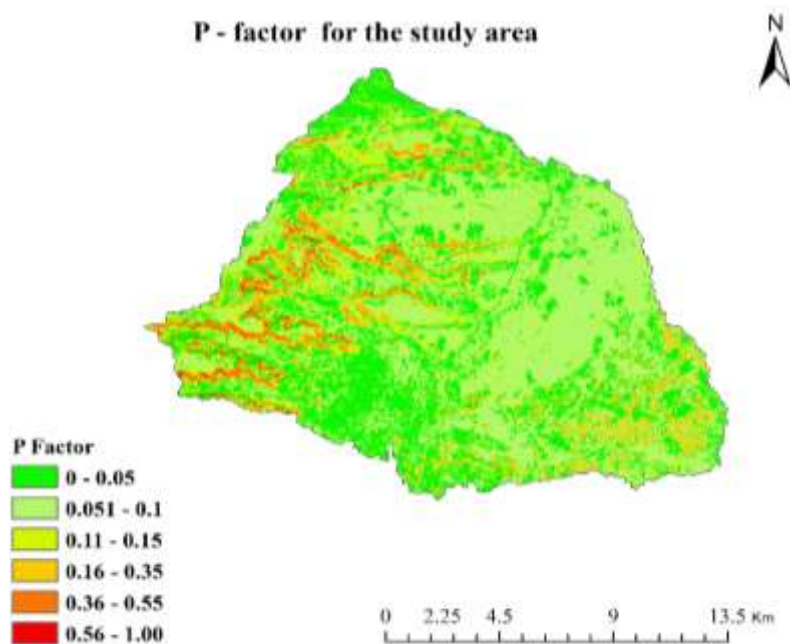 P - factor for the study area
N
P Factor
0 - 0.05
0.051 - 0.1
0.11 - 0.15
0.16 - 0.35
0.36 - 0.55
0.56 - 1.00
0 2.25 4.5 9 13.5 Km